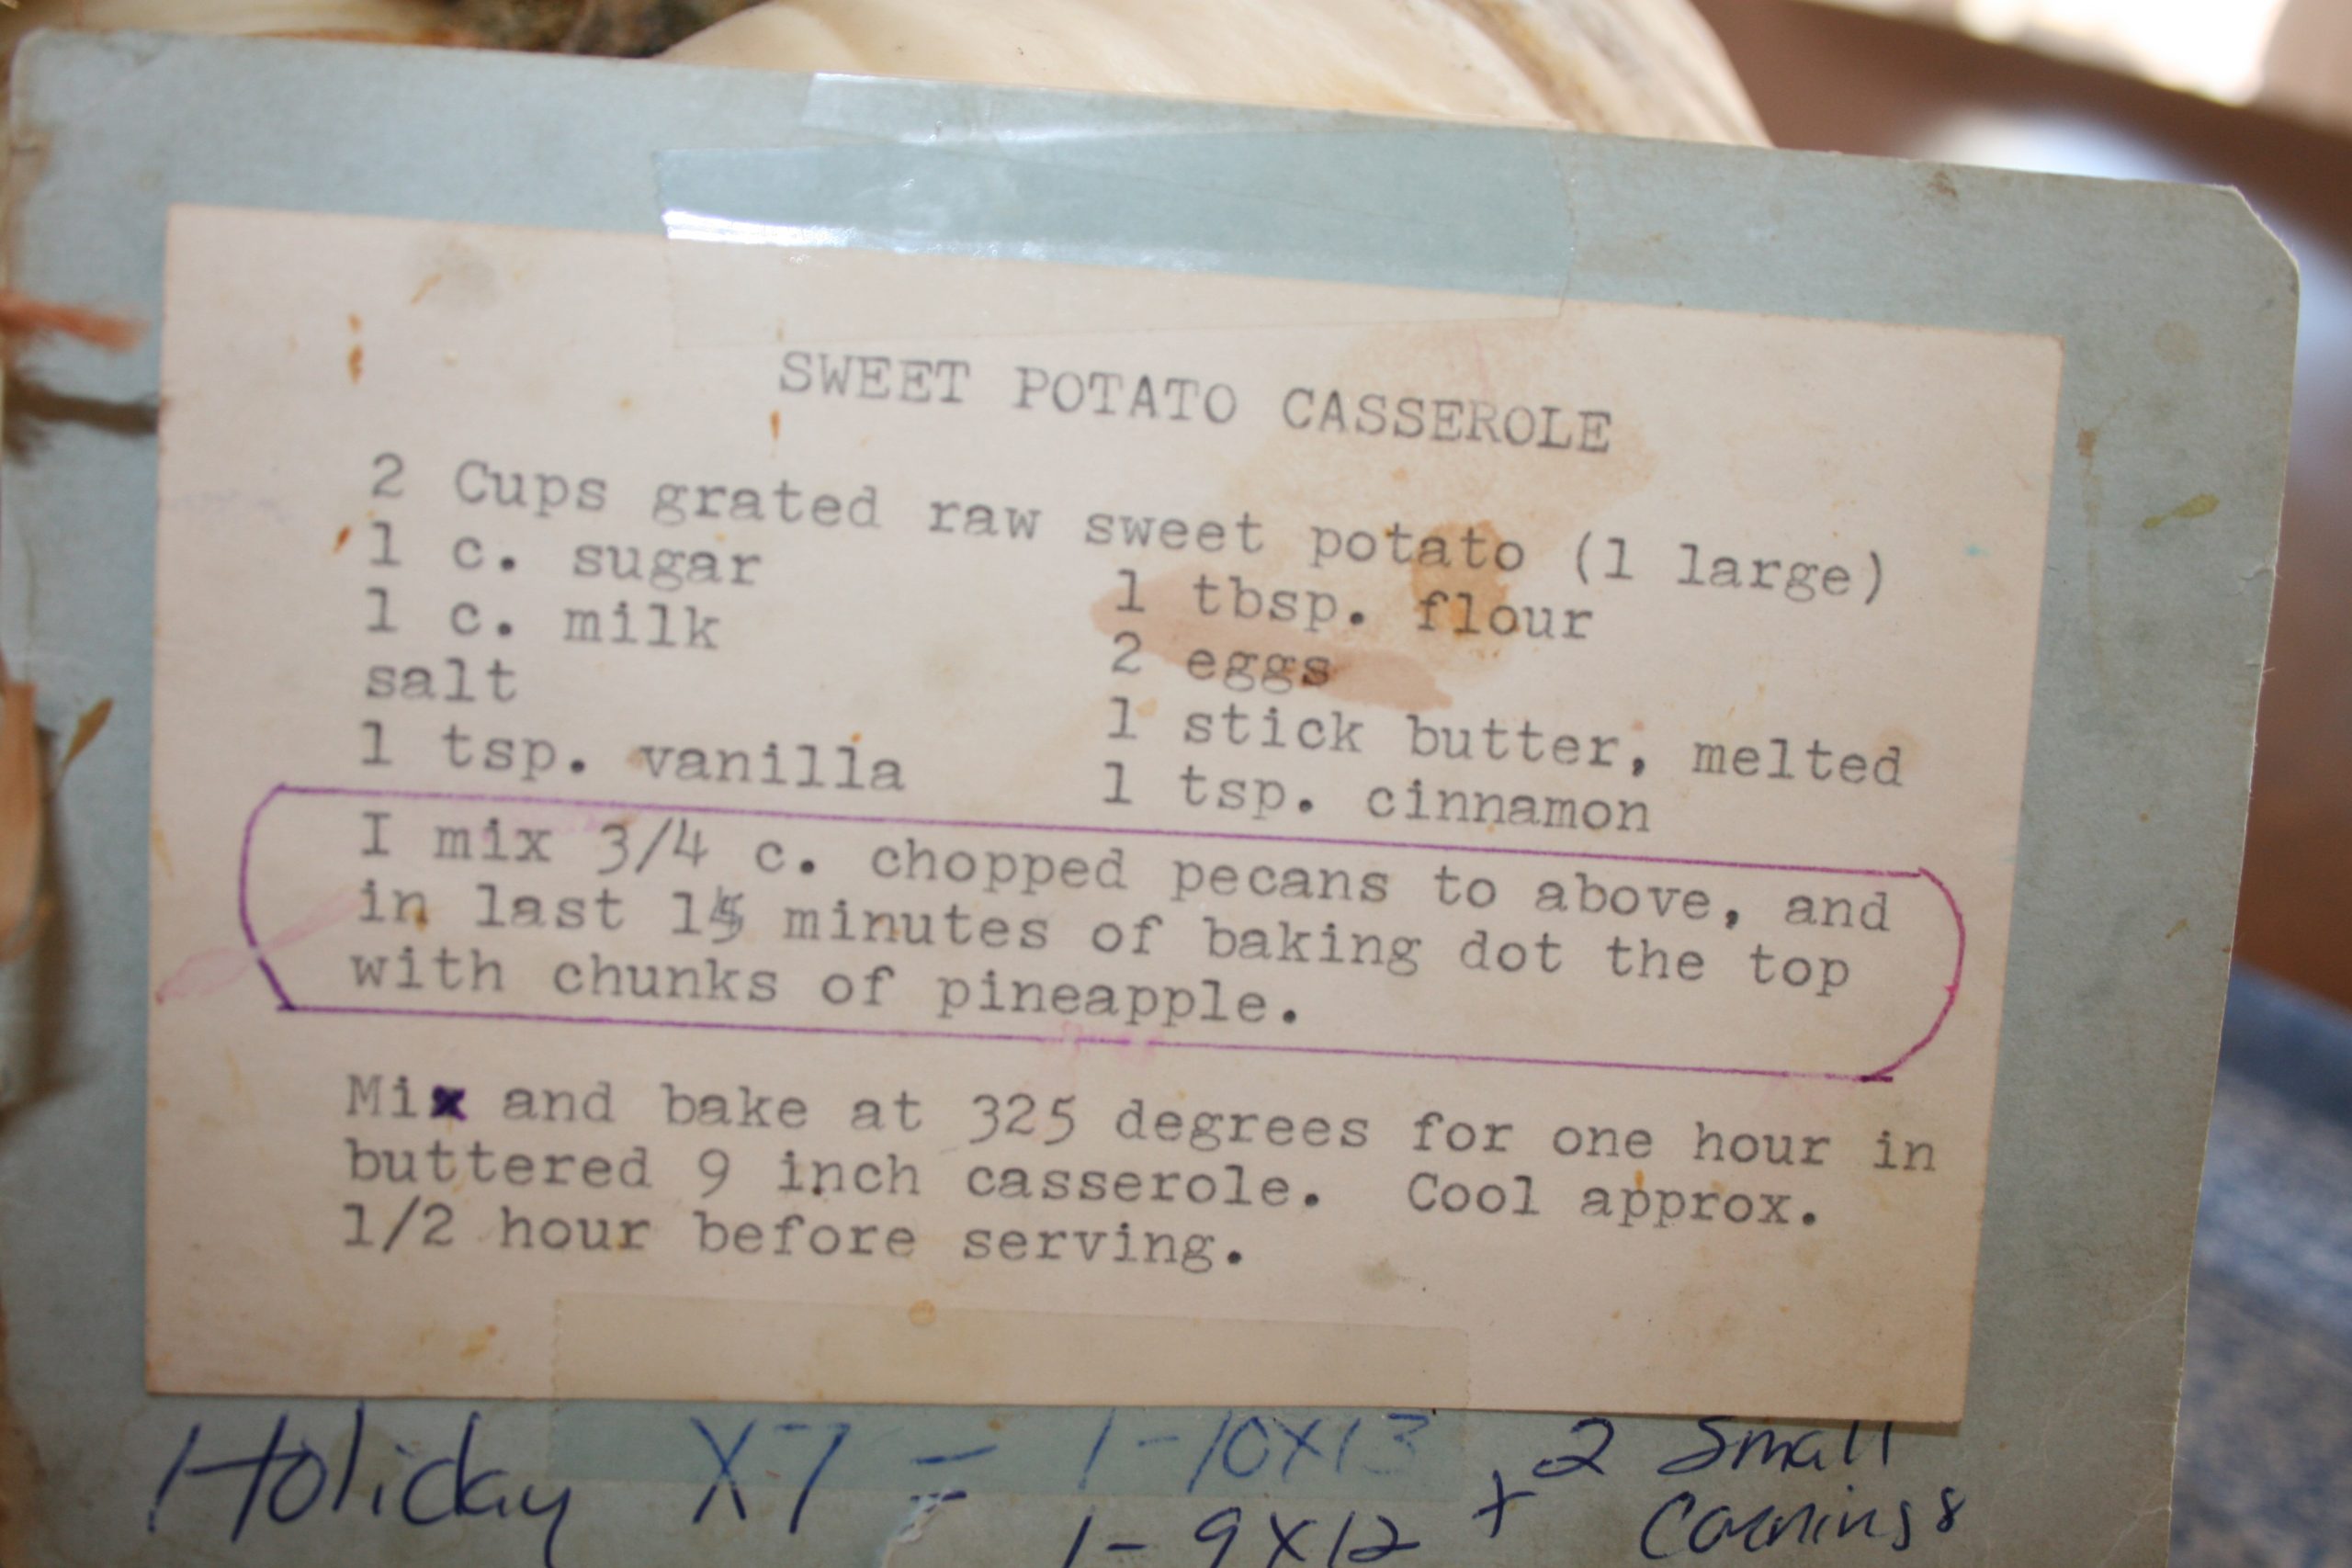 SWEET POTATO CASSEROLE
2 Cups grated raw sweet potato (1 large)
1 c. sugar 1 tbsp. flour
1 c. milk 2 eggs
salt 1 stick butter, melted
1 tsp. vanilla 1 tsp. cinnamon
I mix 3/4 c. chopped pecans to above, and
in last 15 minutes of baking dot the top
with chunks of pineapple.
Mix and bake at 325 degrees for one hour in
buttered 9 inch casserole. Cool approx.
1/2 hour before serving.
Holiday X7 = 1-10X13 + 2 Small
1-9X12 Cornings